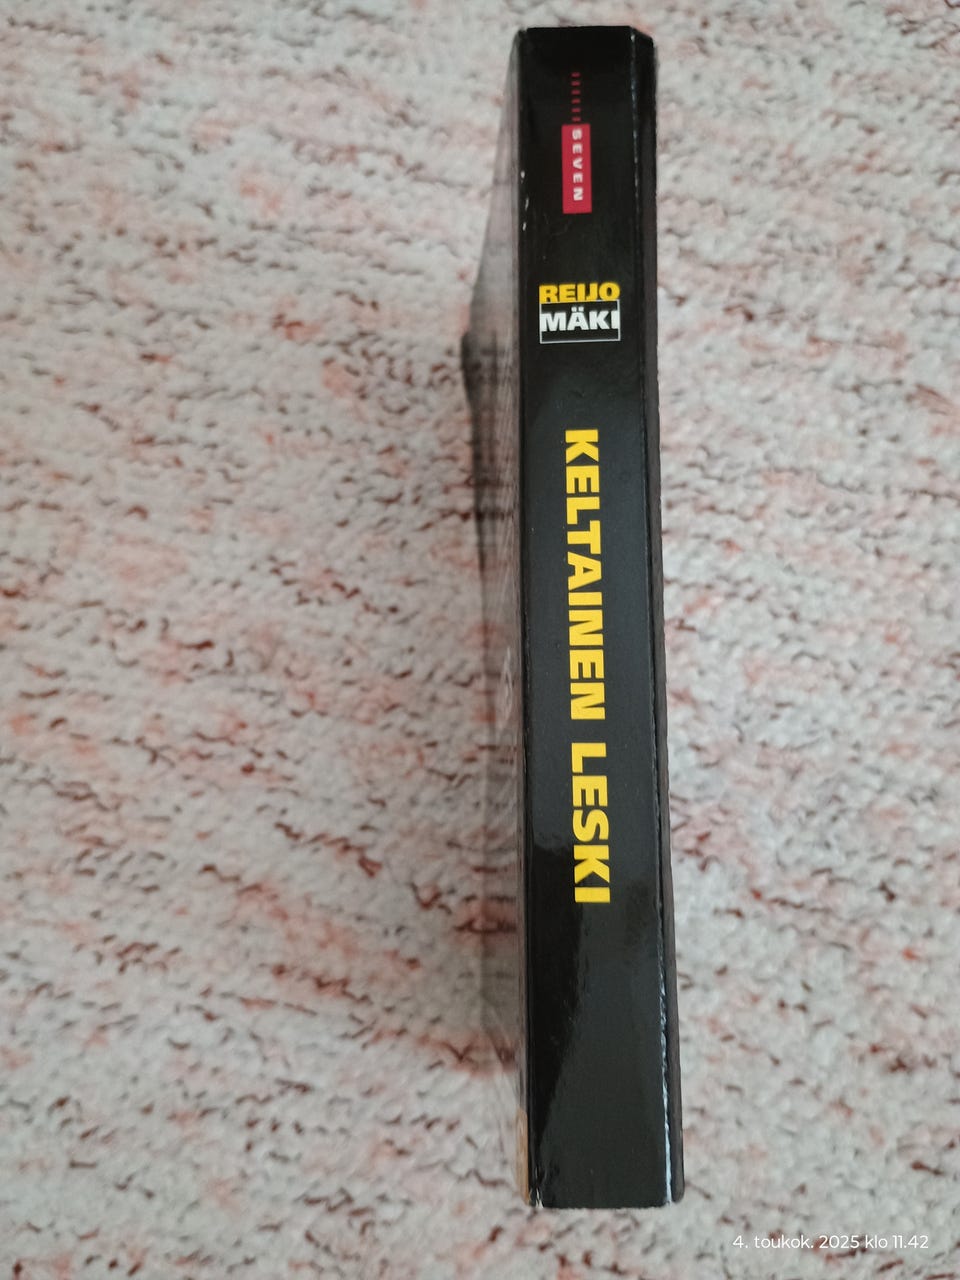 SEVEN
REIJO
MÄKI
KELTAINEN LESKI
4. toukok. 2025 klo 11.42